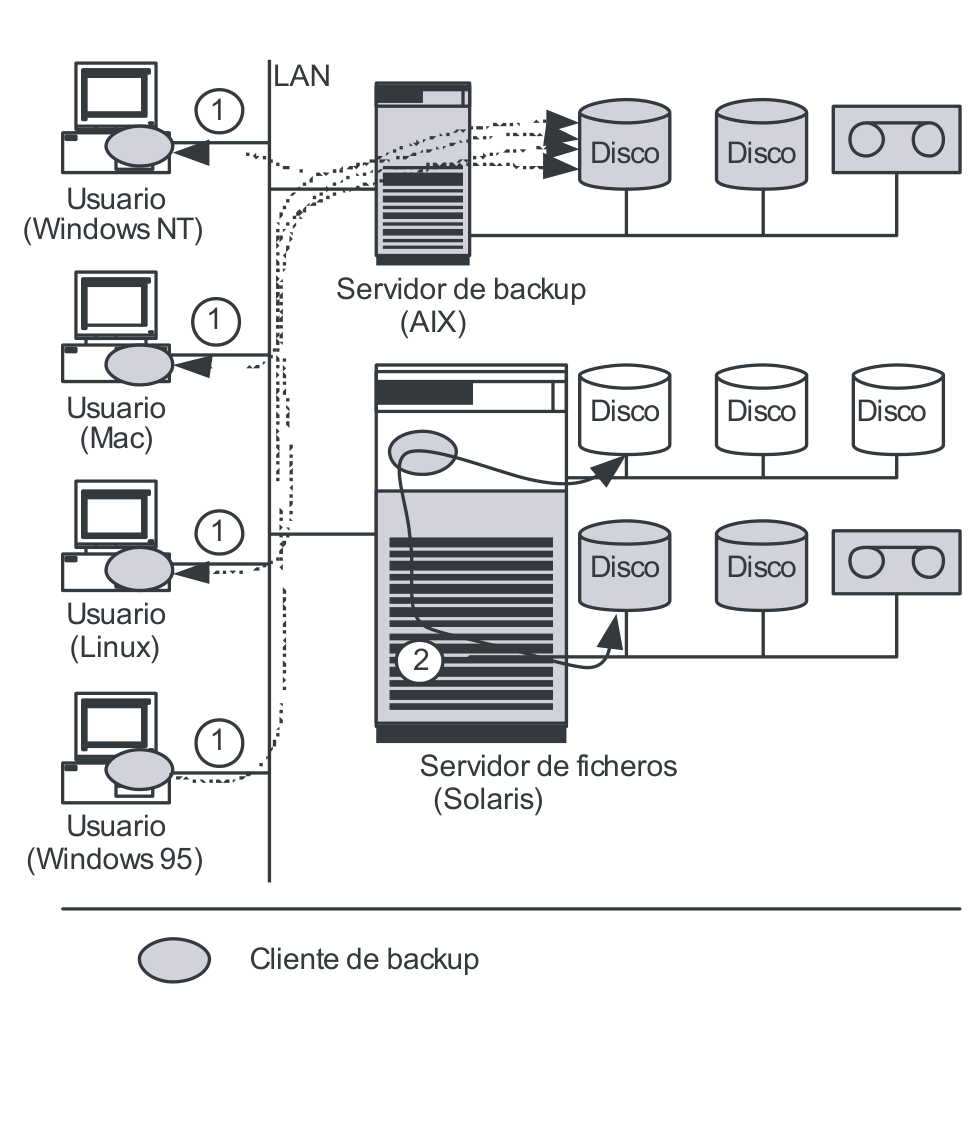 LAN
1
Disco
Disco
Usuario
(Windows NT)
Servidor de backup
(AIX)
1
Usuario
(Mac)
Disco
Disco
Disco
1
Usuario
(Linux)
Disco
Disco
2
1
Servidor de ficheros
(Solaris)
Usuario
(Windows 95)
Cliente de backup